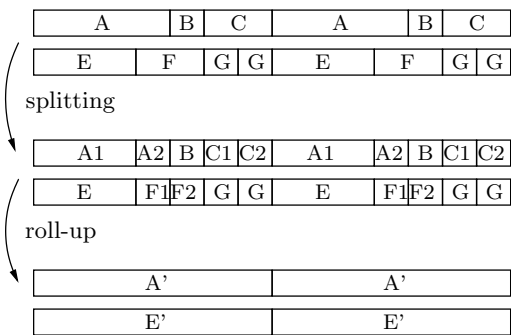 A B C A B C
E F G G E F G G
splitting
A1 A2 B C1 C2 A1 A2 B C1 C2
E F1 F2 G G E F1 F2 G G
roll-up
A' A'
E' E'